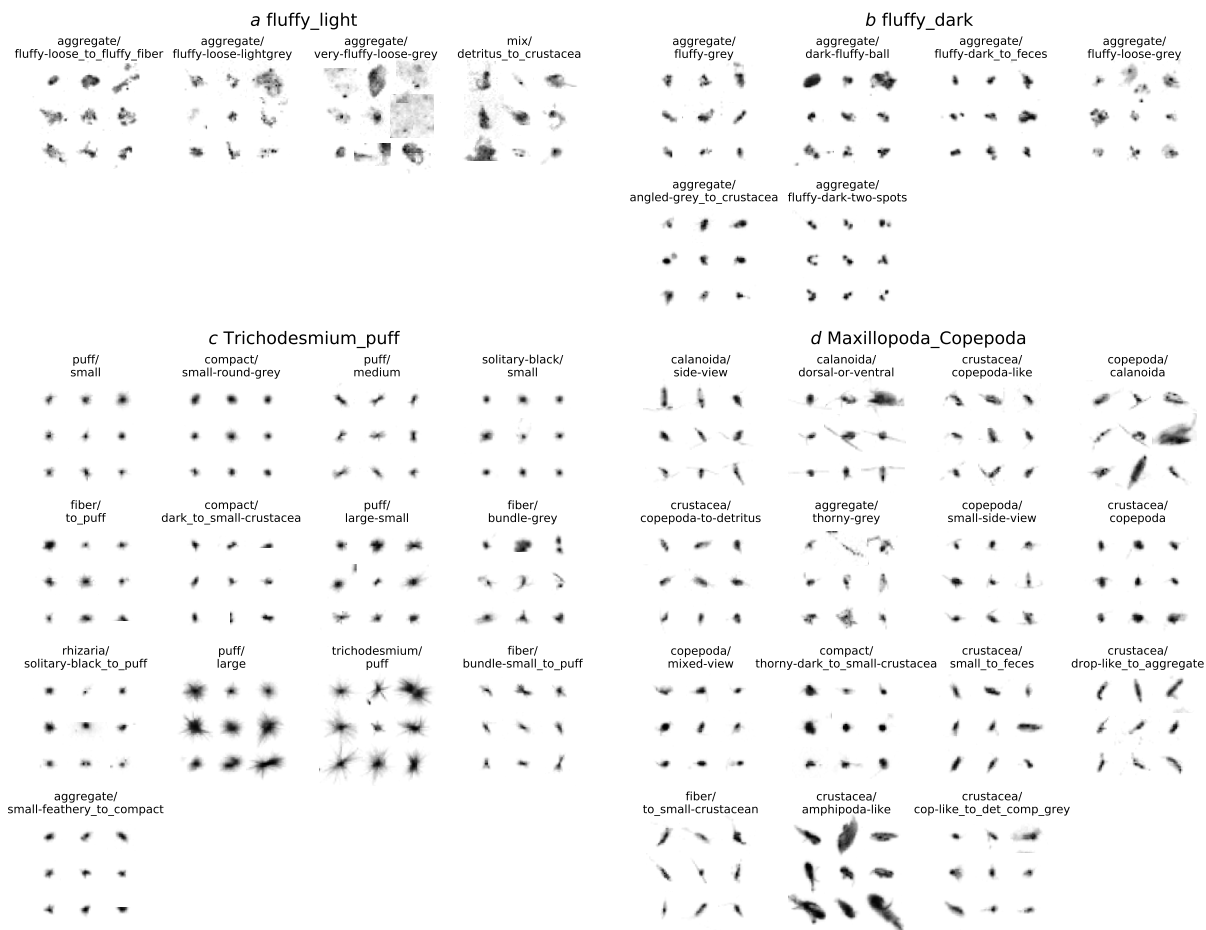 a fluffy_light
aggregate/
fluffy-loose_to_fluffy_fiber
aggregate/
fluffy-loose-lightgrey
aggregate/
very-fluffy-loose-grey
mix/
detritus_to_crustacea
b fluffy_dark
aggregate/
fluffy-grey
aggregate/
dark-fluffy-ball
aggregate/
fluffy-dark_to_feces
aggregate/
fluffy-loose-grey
aggregate/
angled-grey_to_crustacea
aggregate/
fluffy-dark-two-spots
c Trichodesmium_puff
puff/
small
compact/
small-round-grey
puff/
medium
solitary-black/
small
fiber/
to_puff
compact/
dark_to_small-crustacea
puff/
large-small
fiber/
bundle-grey
rhizaria/
solitary-black_to_puff
puff/
large
trichodesmium/
puff
fiber/
bundle-small_to_puff
aggregate/
small-feathery_to_compact
d Maxillopoda_Copepoda
calanoida/
side-view
calanoida/
dorsal-or-ventral
crustacea/
copepoda-like
copepoda/
calanoida
crustacea/
copepoda-to-detritus
aggregate/
thorny-grey
copepoda/
small-side-view
crustacea/
copepoda
copepoda/
mixed-view
compact/
thorny-dark_to_small-crustacea
crustacea/
small_to_feces
crustacea/
drop-like_to_aggregate
fiber/
to_small-crustacean
crustacea/
amphipoda-like
crustacea/
cop-like_to_det_comp_grey